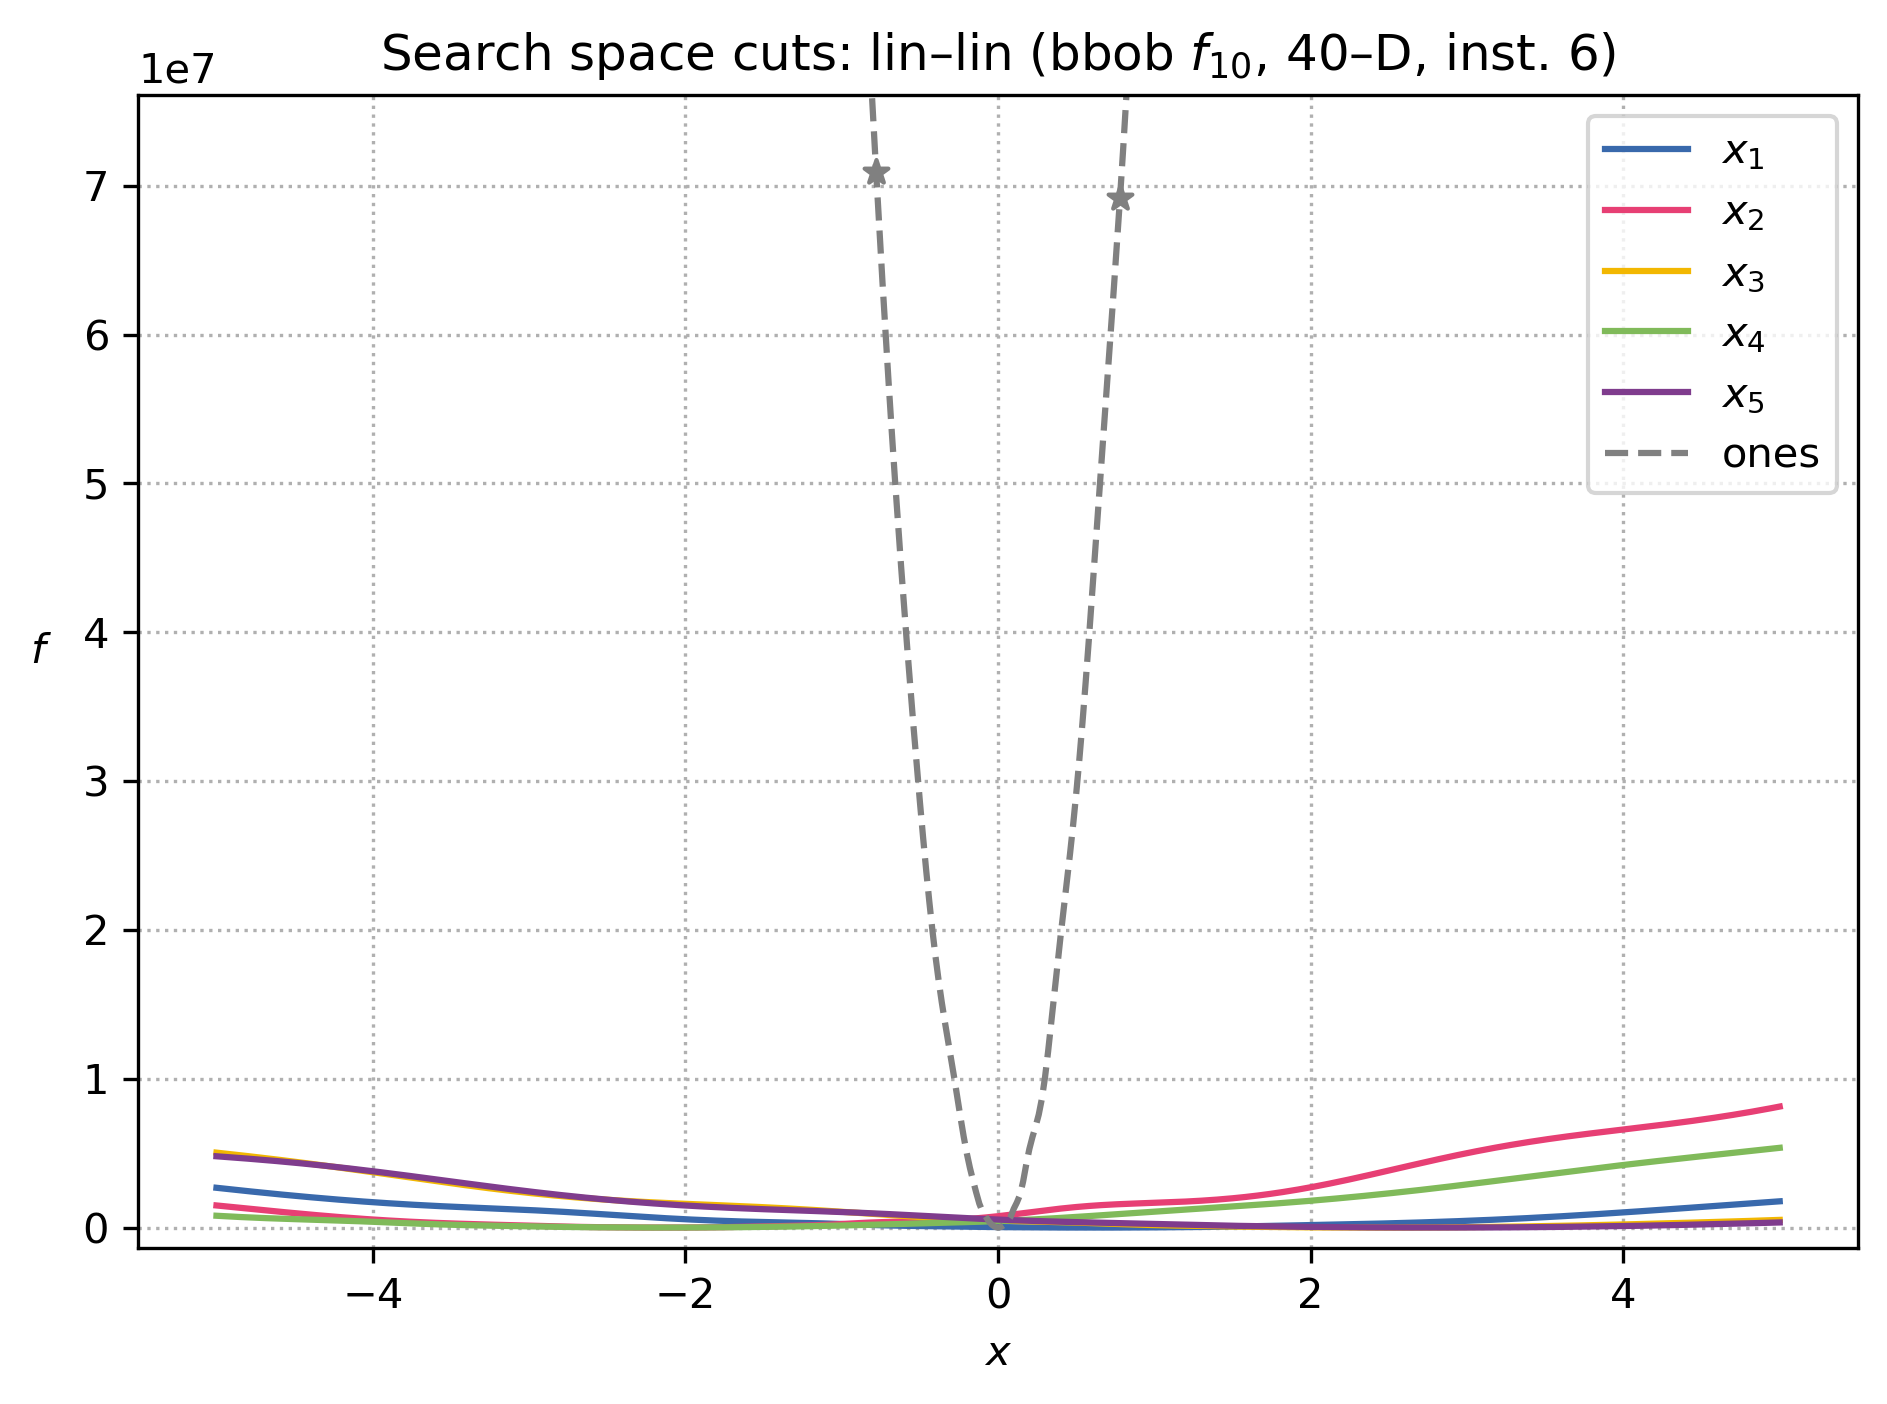 Search space cuts: lin–lin (bbob f10, 40–D, inst. 6)
1e7
7
6
5
4
3
2
1
0
f
−4
−2
0
2
4
x
x1
x2
x3
x4
x5
ones